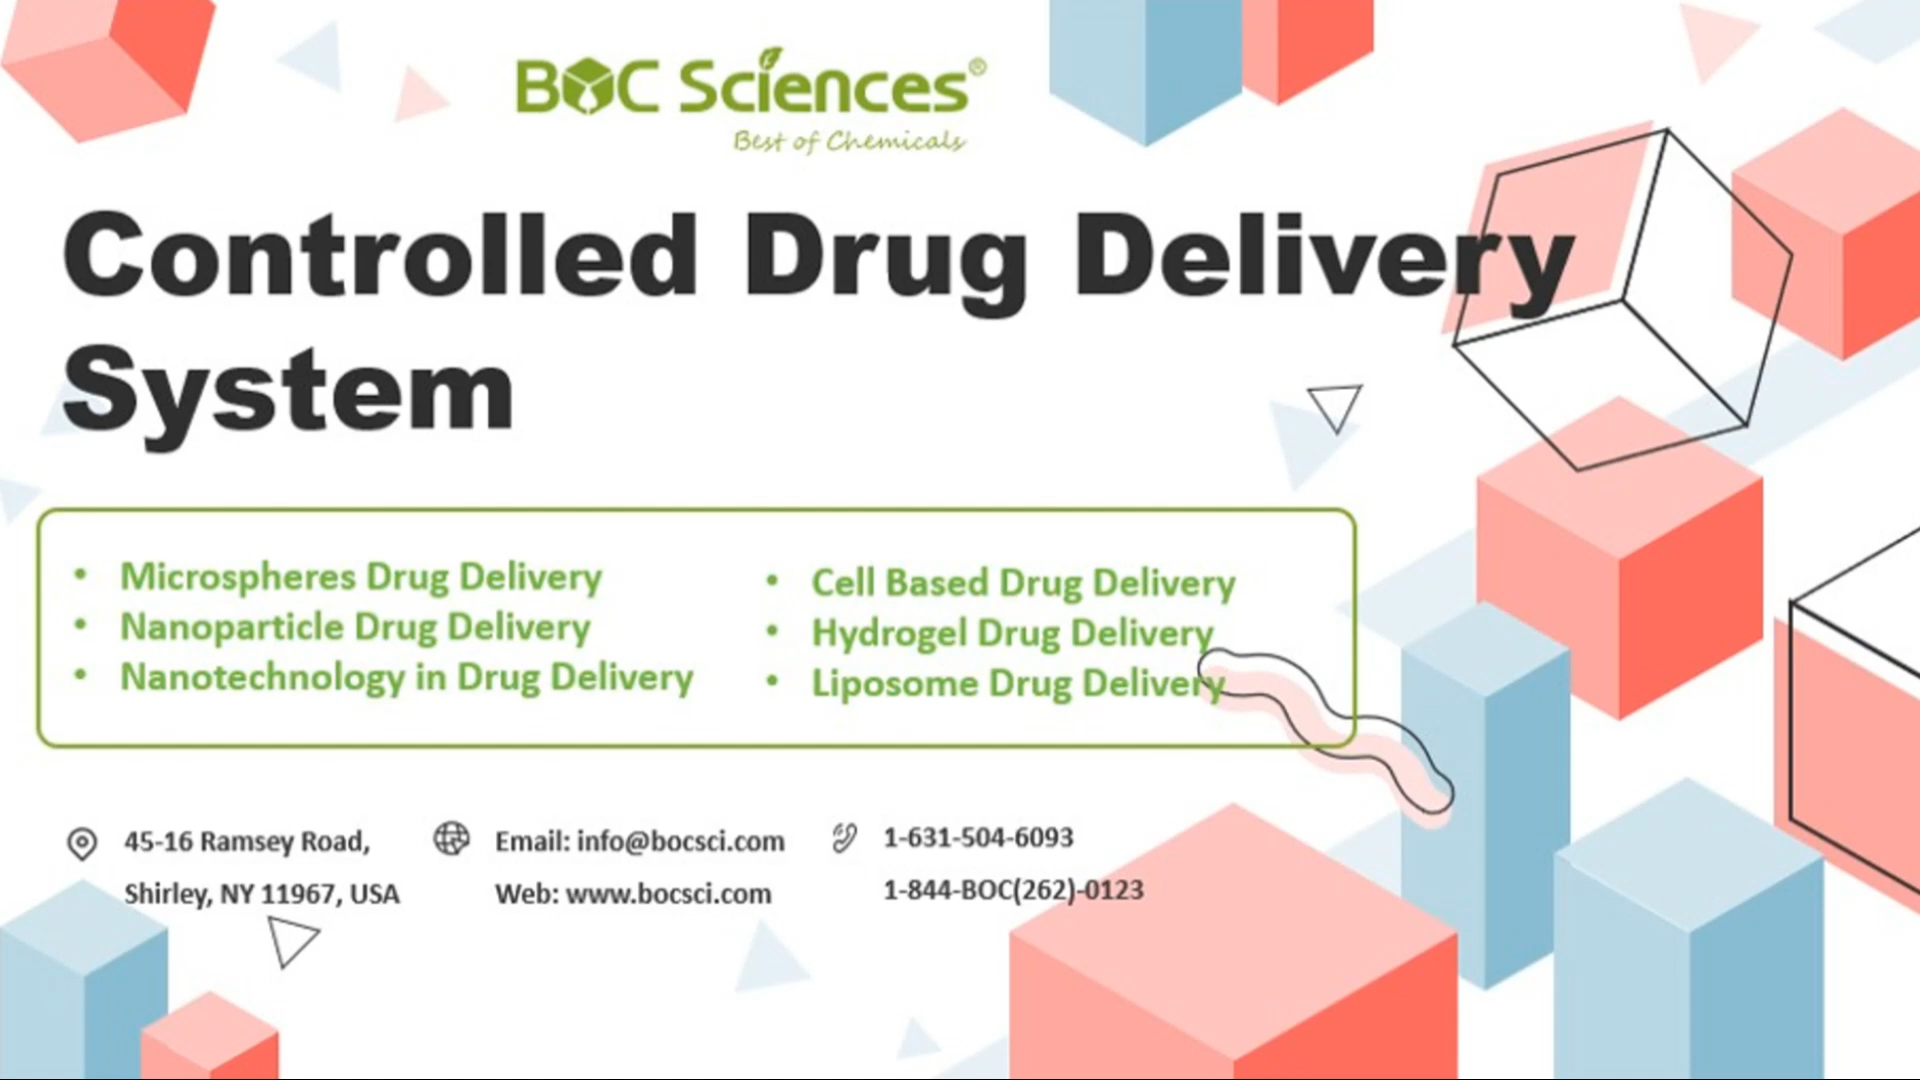 BOC Sciences®
Best of Chemicals
Controlled Drug Delivery
System
• Microspheres Drug Delivery
• Nanoparticle Drug Delivery
• Nanotechnology in Drug Delivery
• Cell Based Drug Delivery
• Hydrogel Drug Delivery
• Liposome Drug Delivery
45-16 Ramsey Road,
Shirley, NY 11967, USA
Email: info@bocsci.com
Web: www.bocsci.com
1-631-504-6093
1-844-BOC(262)-0123